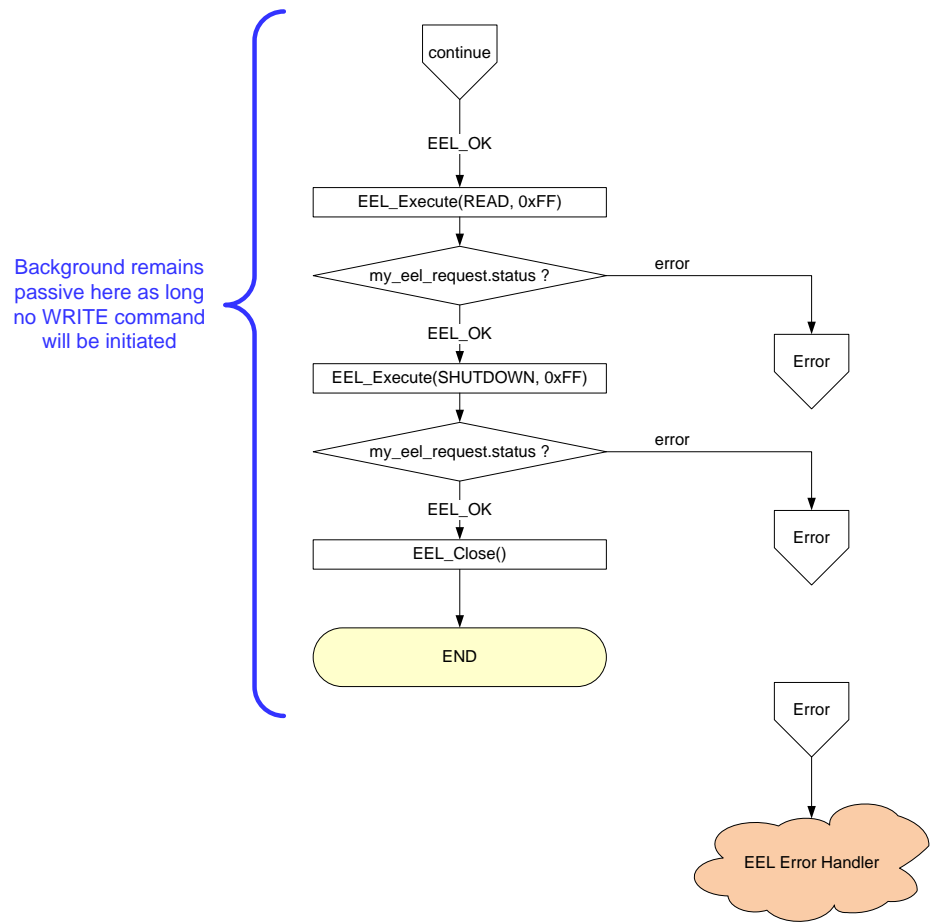 continue
EEL_OK
EEL_Execute(READ, 0xFF)
my_eel_request.status ?
error
Background remains
passive here as long
no WRITE command
will be initiated
EEL_OK
Error
EEL_Execute(SHUTDOWN, 0xFF)
my_eel_request.status ?
error
EEL_OK
Error
EEL_Close()
END
Error
EEL Error Handler